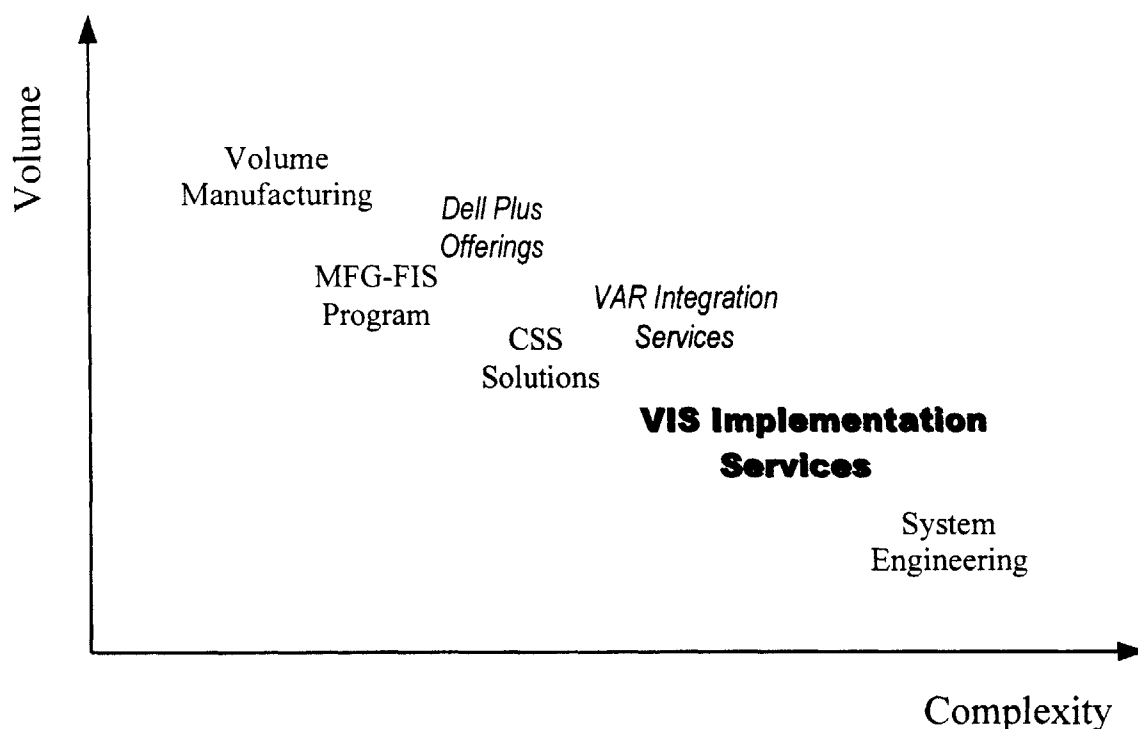 Volume
Volume
Manufacturing
Dell Plus
Offerings
MFG-FIS
Program
VAR Integration
Services
CSS
Solutions
VIS Implementation
Services
System
Engineering
Complexity